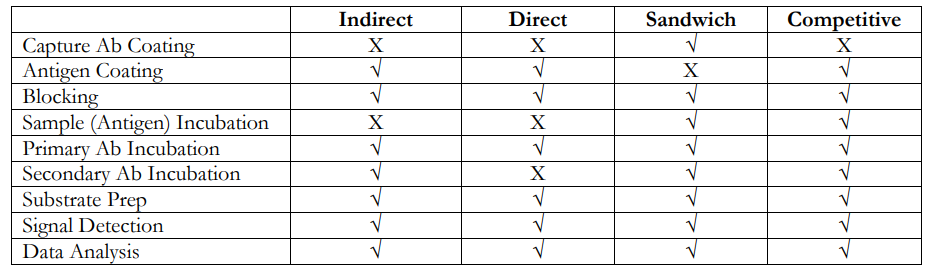 Indirect Direct Sandwich Competitive
Capture Ab Coating X X √ X
Antigen Coating √ √ X √
Blocking √ √ √ √
Sample (Antigen) Incubation X X √ √
Primary Ab Incubation √ √ √ √
Secondary Ab Incubation √ X √ √
Substrate Prep √ √ √ √
Signal Detection √ √ √ √
Data Analysis √ √ √ √